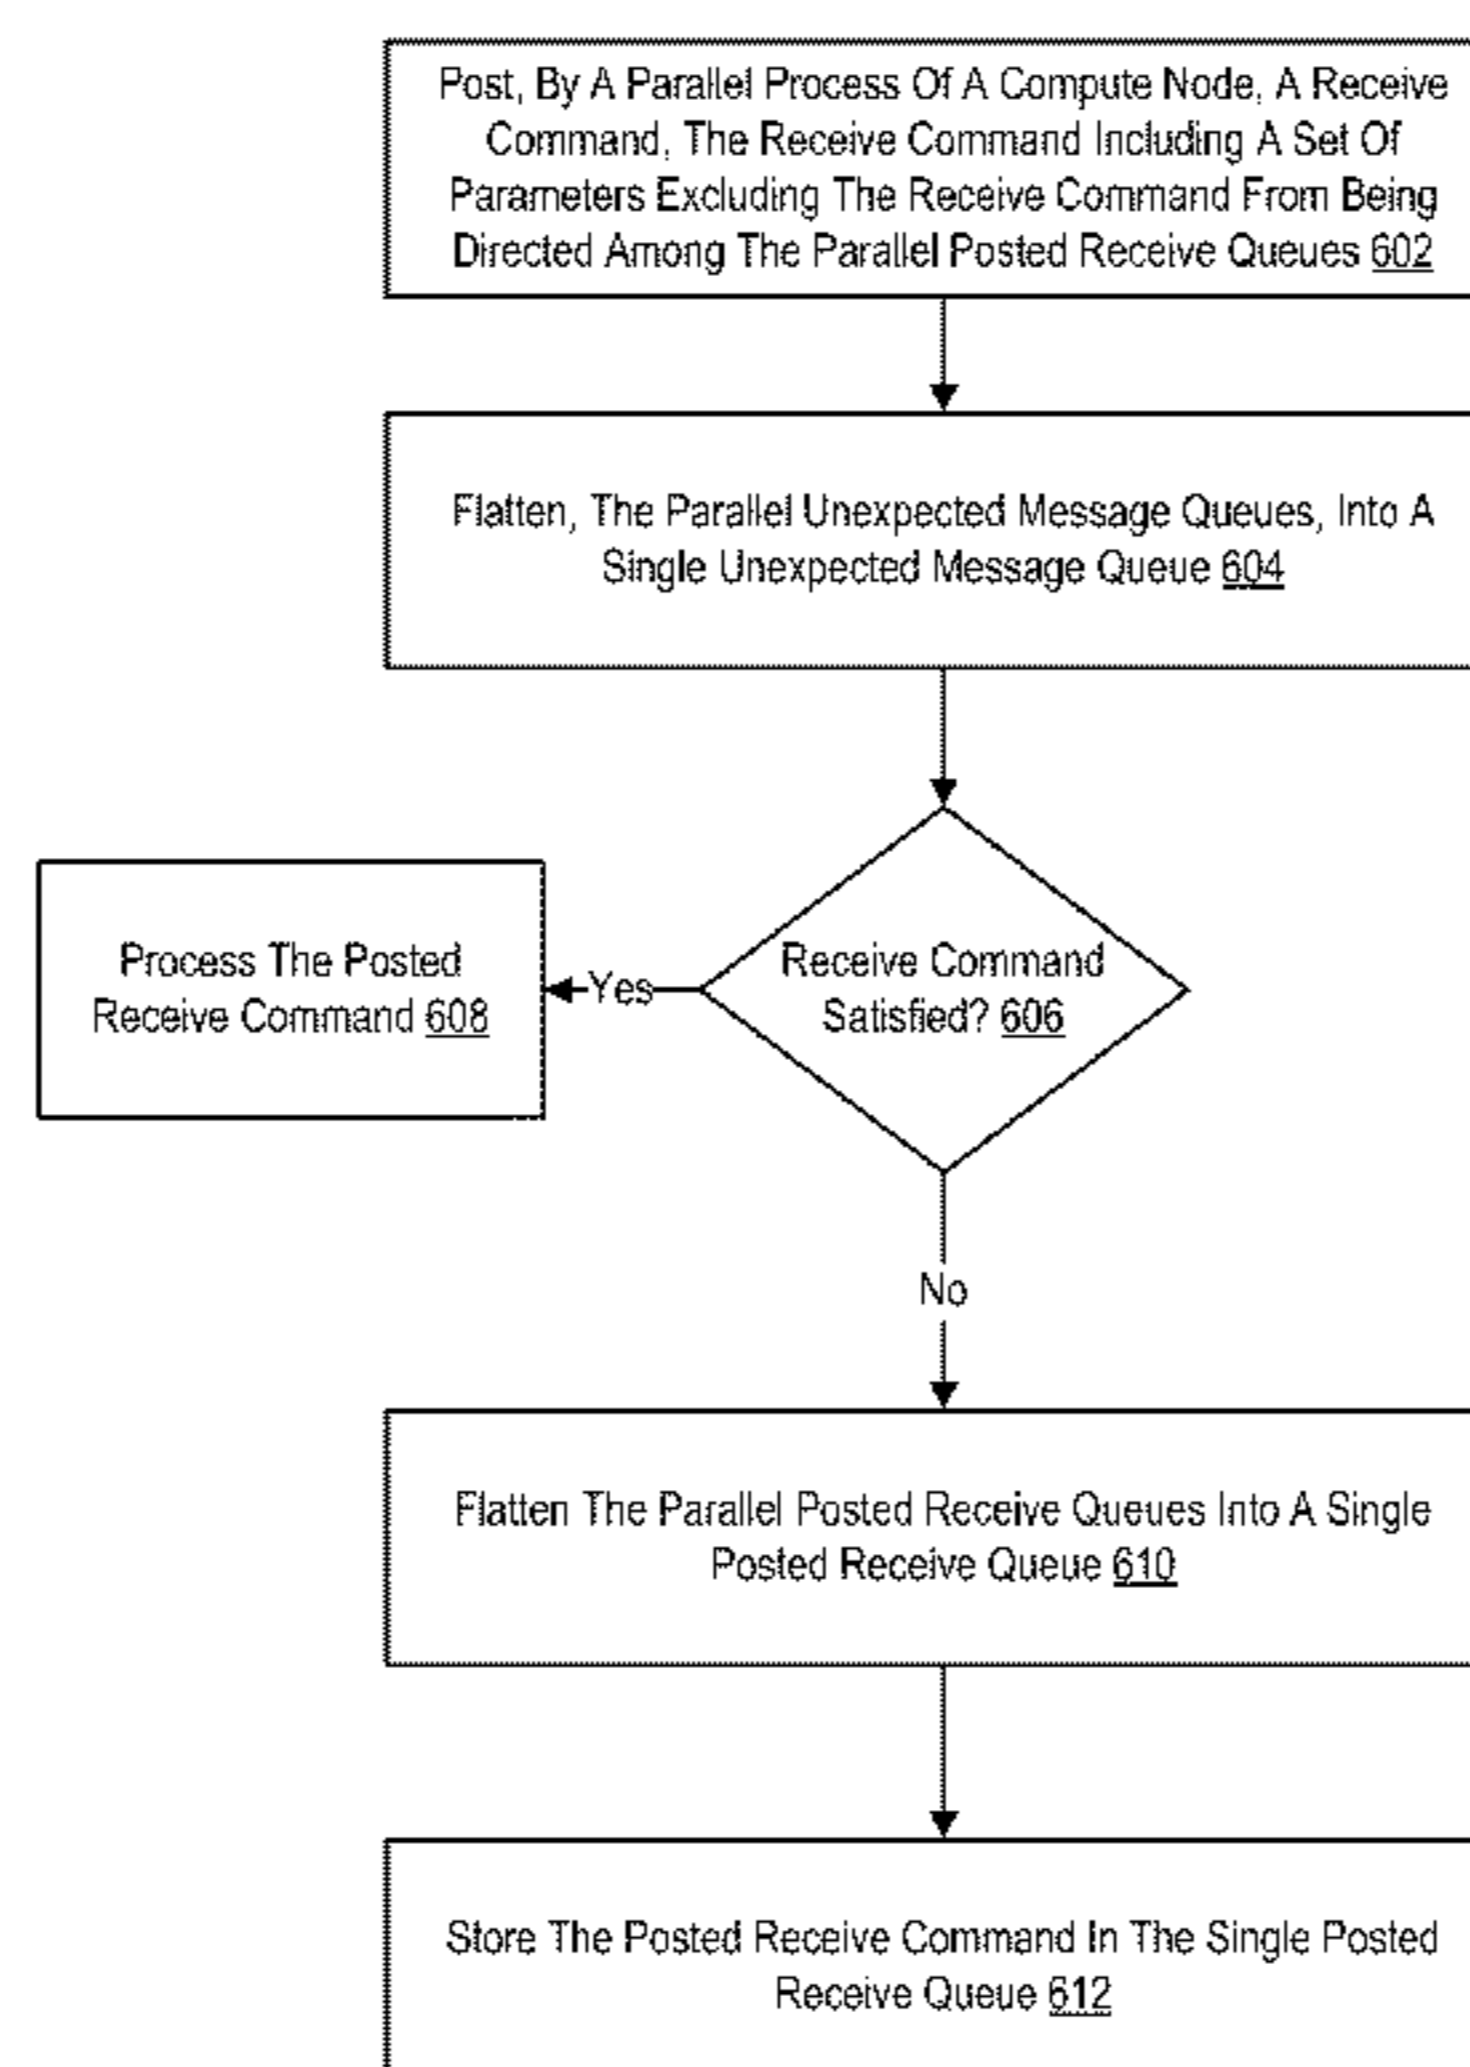 Post, By A Parallel Process Of A Compute Node, A Receive
Command, The Receive Command Including A Set Of
Parameters Excluding The Receive Command From Being
Directed Among The Parallel Posted Receive Queues 602
Flatten, The Parallel Unexpected Message Queues, Into A
Single Unexpected Message Queue 604
Process The Posted
Receive Command 608
Yes
Receive Command
Satisfied? 606
No
Flatten The Parallel Posted Receive Queues Into A Single
Posted Receive Queue 610
Store The Posted Receive Command In The Single Posted
Receive Queue 612